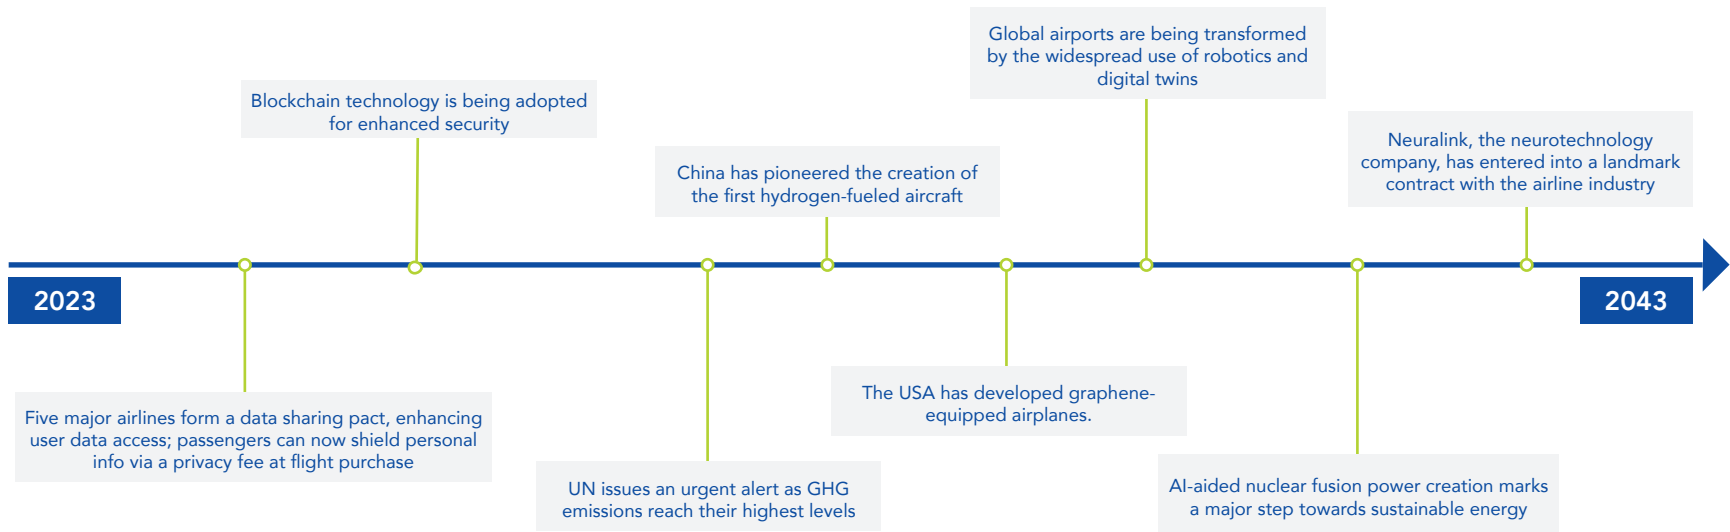 Global airports are being transformed
by the widespread use of robotics and
digital twins
Blockchain technology is being adopted
for enhanced security
Neuralink, the neurotechnology
company, has entered into a landmark
contract with the airline industry
China has pioneered the creation of
the first hydrogen-fueled aircraft
2023
2043
The USA has developed graphene-
equipped airplanes.
Five major airlines form a data sharing pact, enhancing
user data access; passengers can now shield personal
info via a privacy fee at flight purchase
UN issues an urgent alert as GHG
emissions reach their highest levels
AI-aided nuclear fusion power creation marks
a major step towards sustainable energy